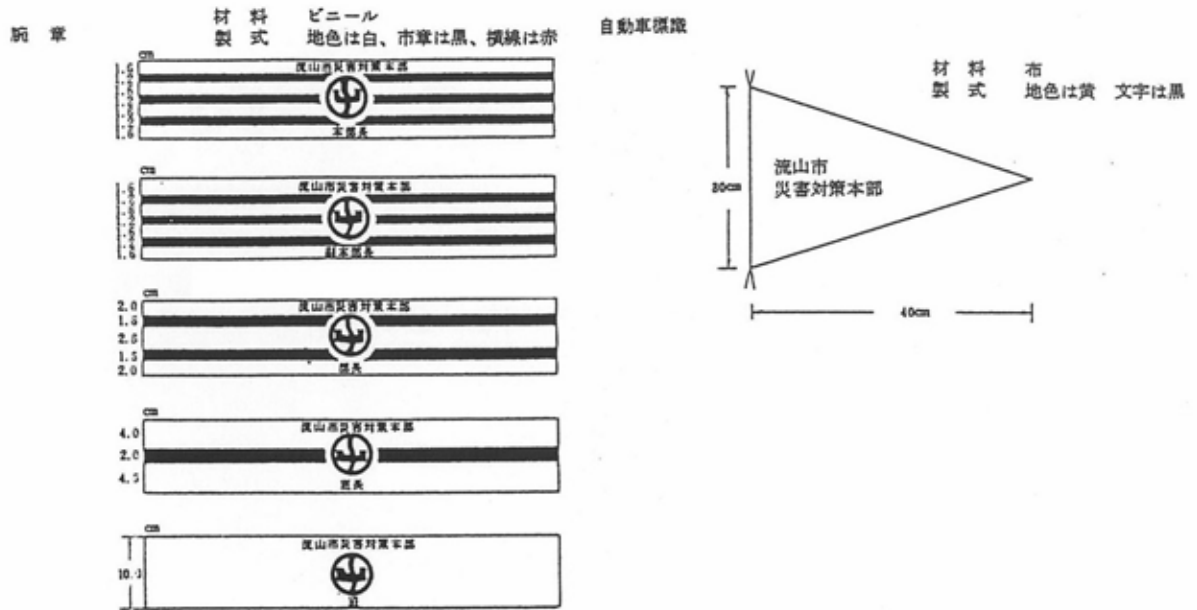 腕 章
材 料 ビニール
製 式 地色は白、市章は黒、横線は赤
cm
流山市災害対策本部
本部長
cm
流山市災害対策本部
副本部長
cm
2.0
1.5
2.5
1.5
2.0
流山市災害対策本部
部長
cm
4.0
2.0
4.5
流山市災害対策本部
班長
cm
流山市災害対策本部
自動車標識
材 料 布
製 式 地色は黄 文字は黒
流山市
災害対策本部
30cm
40cm